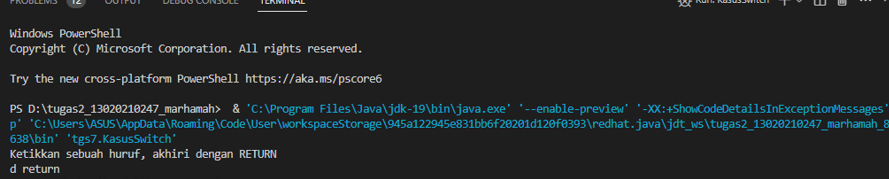 PROBLEMS 12 OUTPUT DEBUG CONSOLE TERMINAL Run: KasusSwitch
Windows PowerShell
Copyright (C) Microsoft Corporation. All rights reserved.
Try the new cross-platform PowerShell https://aka.ms/pscore6
PS D:\tugas2_13020210247_marhamah> & 'C:\Program Files\Java\jdk-19\bin\java.exe' '--enable-preview' '-XX:+ShowCodeDetailsInExceptionMessages'
p' 'C:\Users\ASUS\AppData\Roaming\Code\User\workspaceStorage\945a122945e831bb6f20201d120f0393\redhat.java\jdt_ws\tugas2_13020210247_marhamah_8
638\bin' 'tgs7.KasusSwitch'
Ketikkan sebuah huruf, akhiri dengan RETURN
d return